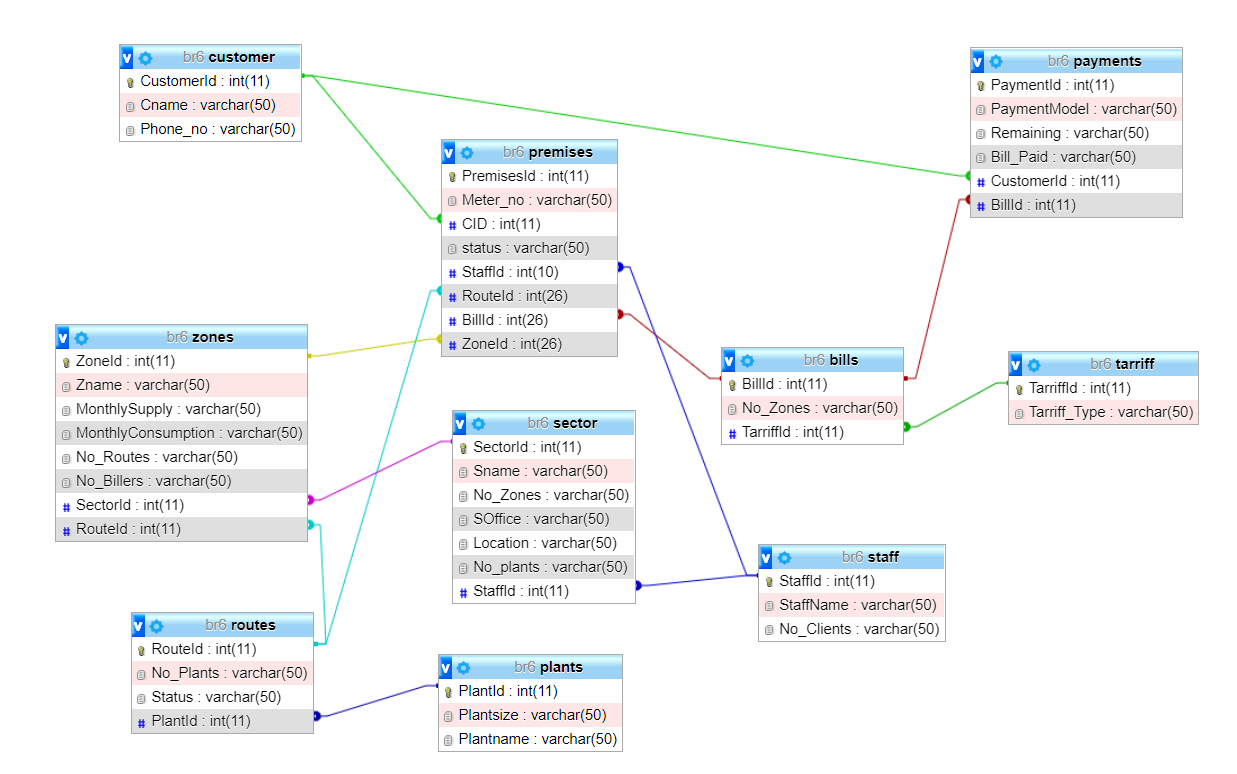 br6 customer
CustomerId : int(11)
Cname : varchar(50)
Phone_no : varchar(50)
br6 payments
PaymentId : int(11)
PaymentModel : varchar(50)
Remaining : varchar(50)
Bill_Paid : varchar(50)
CustomerId : int(11)
BillId : int(11)
br6 premises
PremisesId : int(11)
Meter_no : varchar(50)
CID : int(11)
status : varchar(50)
StaffId : int(10)
RouteId : int(26)
BillId : int(26)
ZoneId : int(26)
br6 zones
ZoneId : int(11)
Zname : varchar(50)
MonthlySupply : varchar(50)
MonthlyConsumption : varchar(50)
No_Routes : varchar(50)
No_Billers : varchar(50)
SectorId : int(11)
RouteId : int(11)
br6 bills
BillId : int(11)
No_Zones : varchar(50)
TarriffId : int(11)
br6 tarriff
TarriffId : int(11)
Tarriff_Type : varchar(50)
br6 sector
SectorId : int(11)
Sname : varchar(50)
No_Zones : varchar(50)
SOffice : varchar(50)
Location : varchar(50)
No_plants : varchar(50)
StaffId : int(11)
br6 staff
StaffId : int(11)
StaffName : varchar(50)
No_Clients : varchar(50)
br6 routes
RouteId : int(11)
No_Plants : varchar(50)
Status : varchar(50)
PlantId : int(11)
br6 plants
PlantId : int(11)
Plantsize : varchar(50)
Plantname : varchar(50)